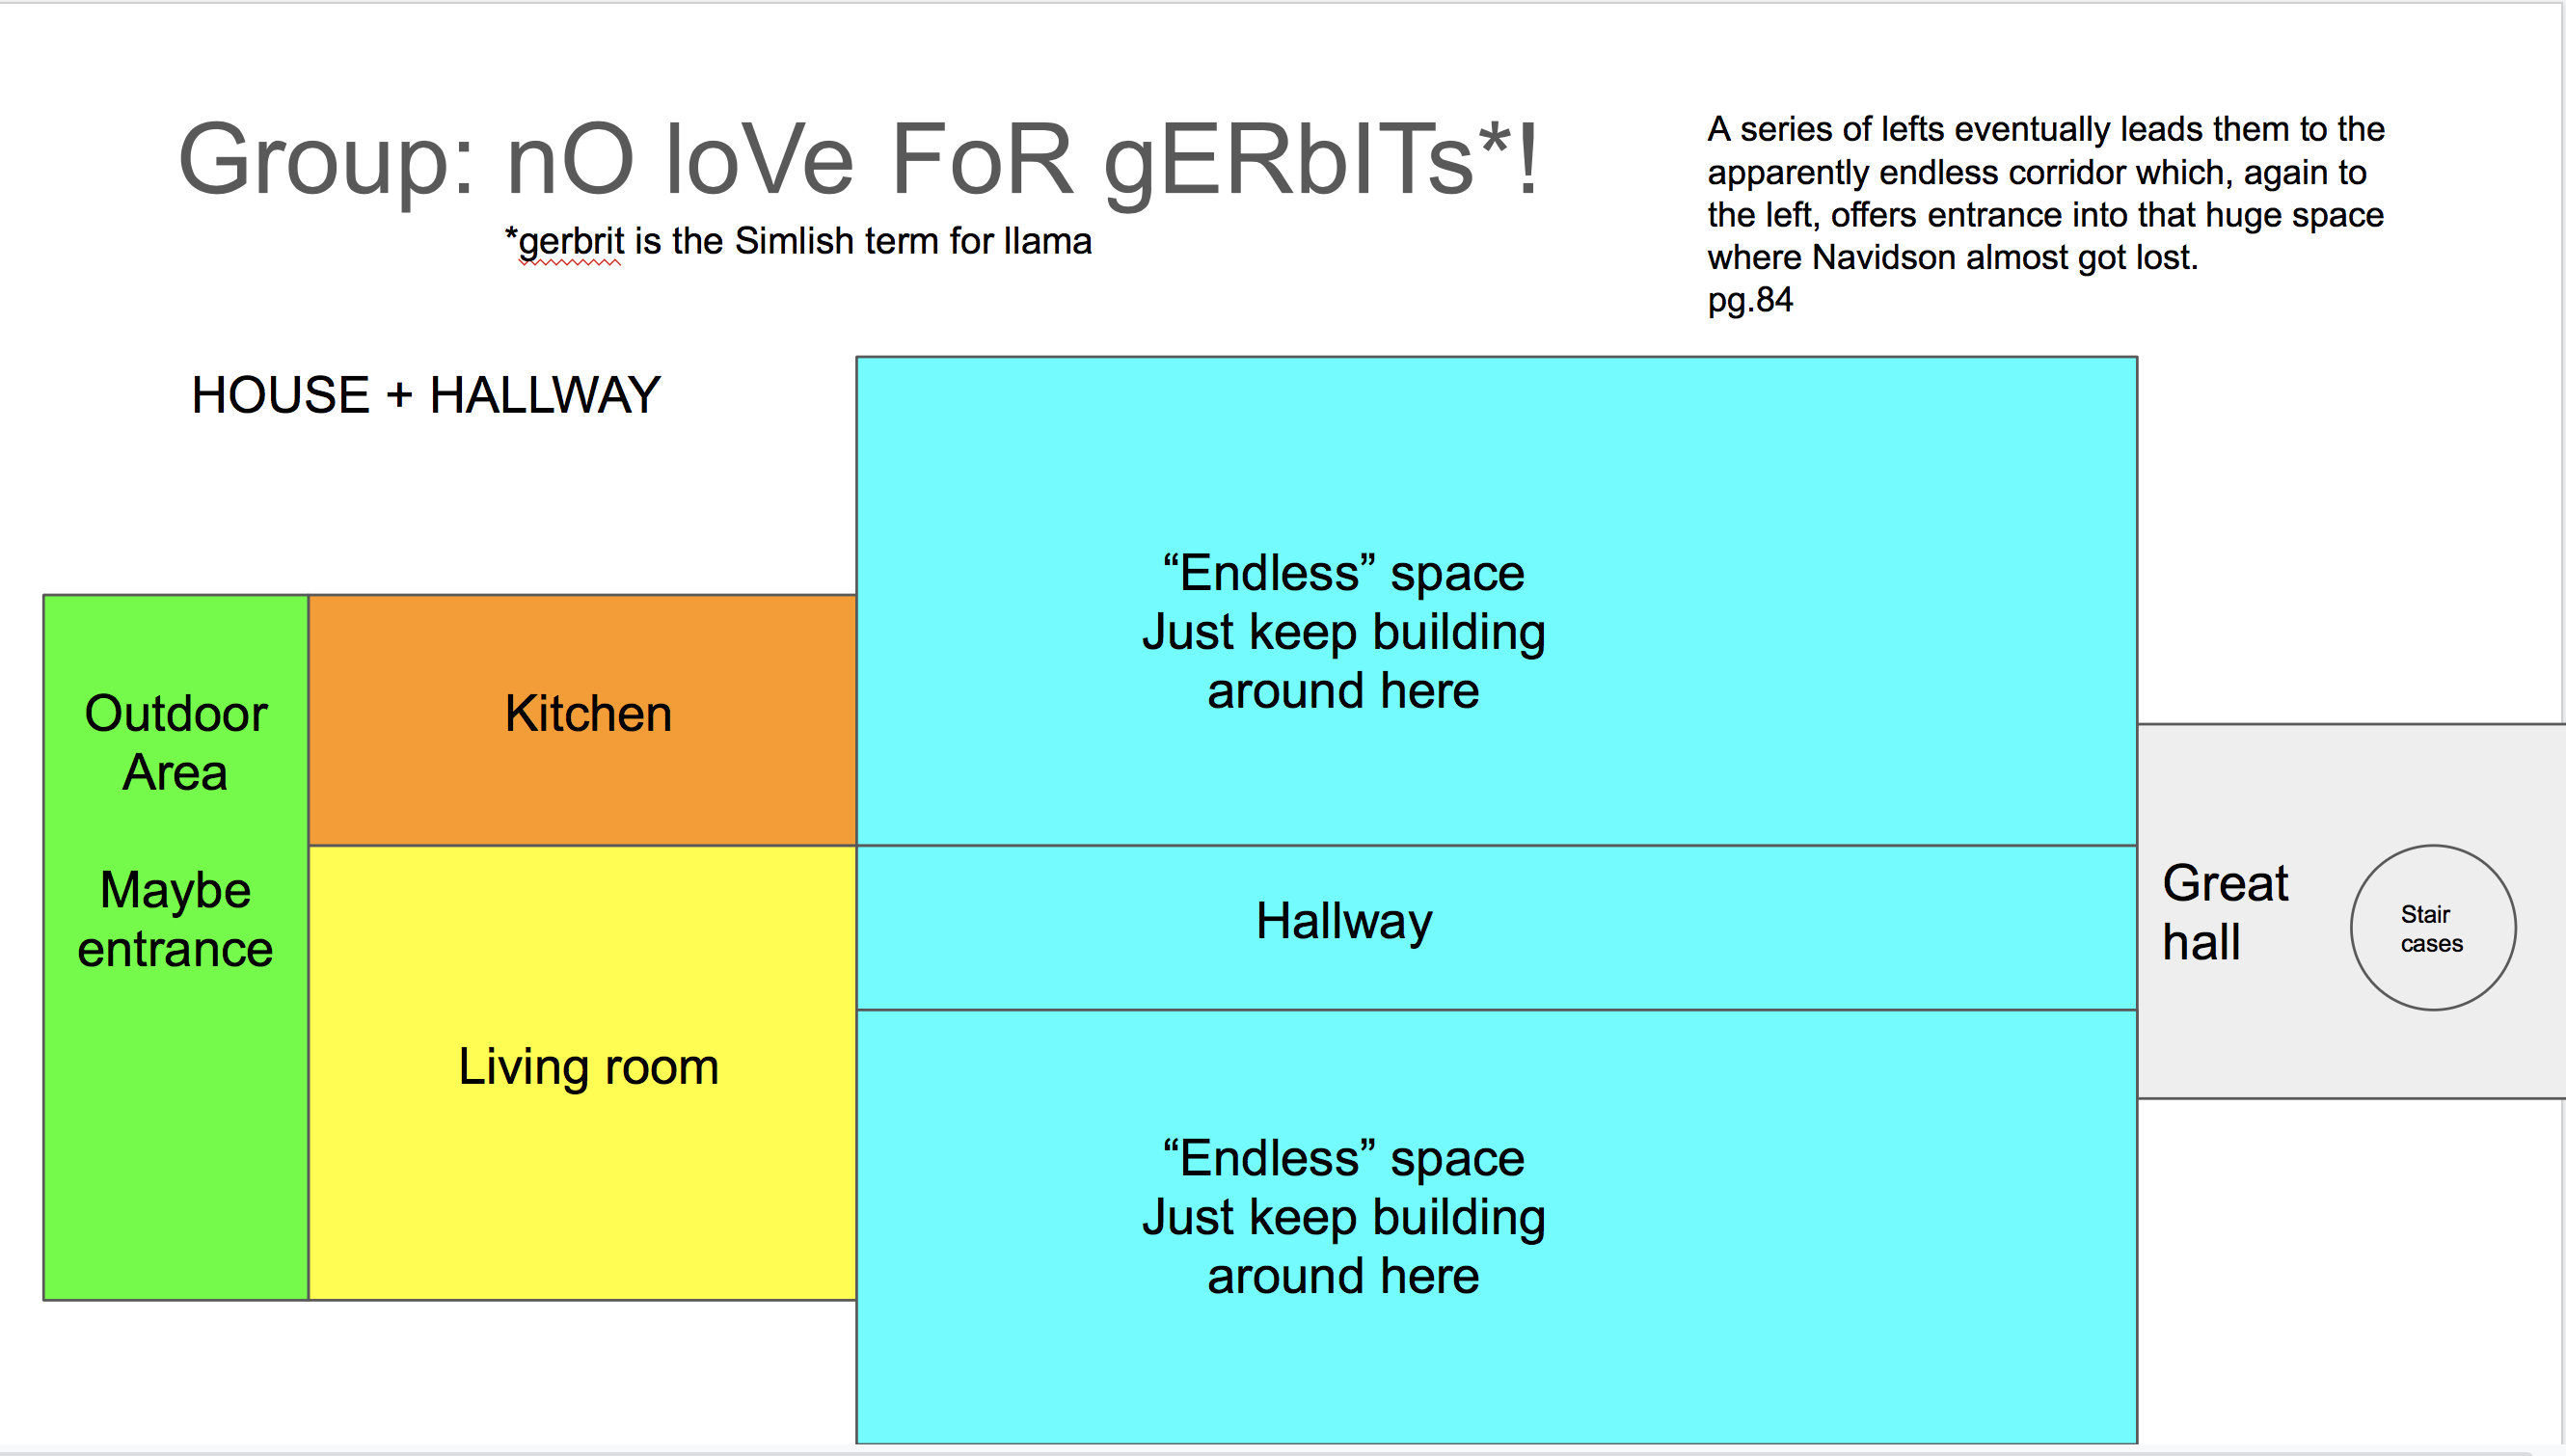 Group: nO loVe FoR gERbITs*!
*gerbrit is the Simlish term for llama
A series of lefts eventually leads them to the
apparently endless corridor which, again to
the left, offers entrance into that huge space
where Navidson almost got lost.
pg.84
HOUSE + HALLWAY
Outdoor
Area
Maybe
entrance
Kitchen
Living room
“Endless” space
Just keep building
around here
Hallway
“Endless” space
Just keep building
around here
Great
hall
Stair
cases